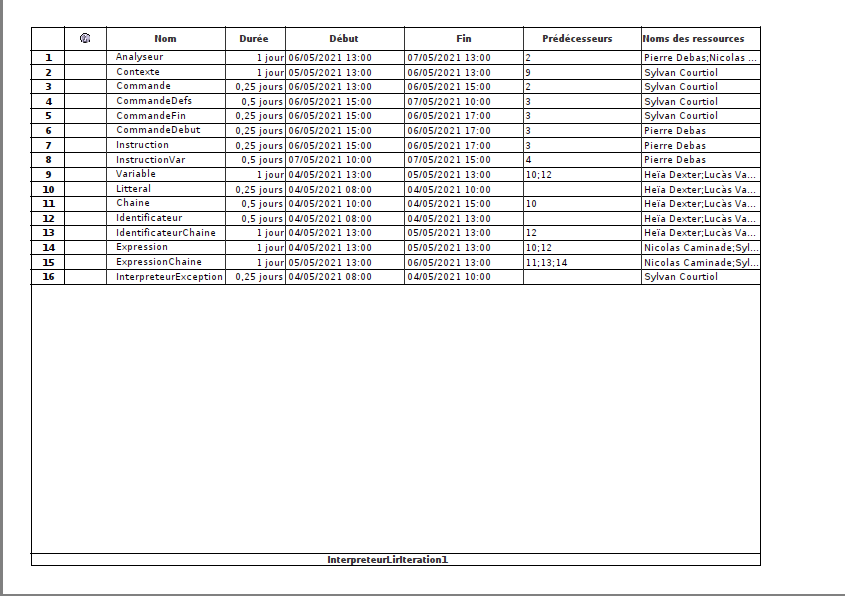 Nom Durée Début Fin Prédécesseurs Noms des ressources
1 Analyseur 1 jour 06/05/2021 13:00 07/05/2021 13:00 2 Pierre Debas;Nicolas ...
2 Contexte 1 jour 05/05/2021 13:00 06/05/2021 13:00 9 Sylvan Courtiol
3 Commande 0,25 jours 06/05/2021 13:00 06/05/2021 15:00 2 Sylvan Courtiol
4 CommandeDefs 0,5 jours 06/05/2021 15:00 07/05/2021 10:00 3 Sylvan Courtiol
5 CommandeFin 0,25 jours 06/05/2021 15:00 06/05/2021 17:00 3 Sylvan Courtiol
6 CommandeDebut 0,25 jours 06/05/2021 15:00 06/05/2021 17:00 3 Pierre Debas
7 Instruction 0,25 jours 06/05/2021 15:00 06/05/2021 17:00 3 Pierre Debas
8 InstructionVar 0,5 jours 07/05/2021 10:00 07/05/2021 15:00 4 Pierre Debas
9 Variable 1 jour 04/05/2021 13:00 05/05/2021 13:00 10;12 Heïa Dexter;Lucàs Va...
10 Litteral 0,25 jours 04/05/2021 08:00 04/05/2021 10:00 Heïa Dexter;Lucàs Va...
11 Chaine 0,5 jours 04/05/2021 10:00 04/05/2021 15:00 10 Heïa Dexter;Lucàs Va...
12 Identificateur 0,5 jours 04/05/2021 08:00 04/05/2021 13:00 Heïa Dexter;Lucàs Va...
13 IdentificateurChaine 1 jour 04/05/2021 13:00 05/05/2021 13:00 12 Heïa Dexter;Lucàs Va...
14 Expression 1 jour 04/05/2021 13:00 05/05/2021 13:00 10;12 Nicolas Caminade;Syl...
15 ExpressionChaine 1 jour 05/05/2021 13:00 06/05/2021 13:00 11;13;14 Nicolas Caminade;Syl...
16 InterpreteurException 0,25 jours 04/05/2021 08:00 04/05/2021 10:00 Sylvan Courtiol
InterpreteurLirIteration1